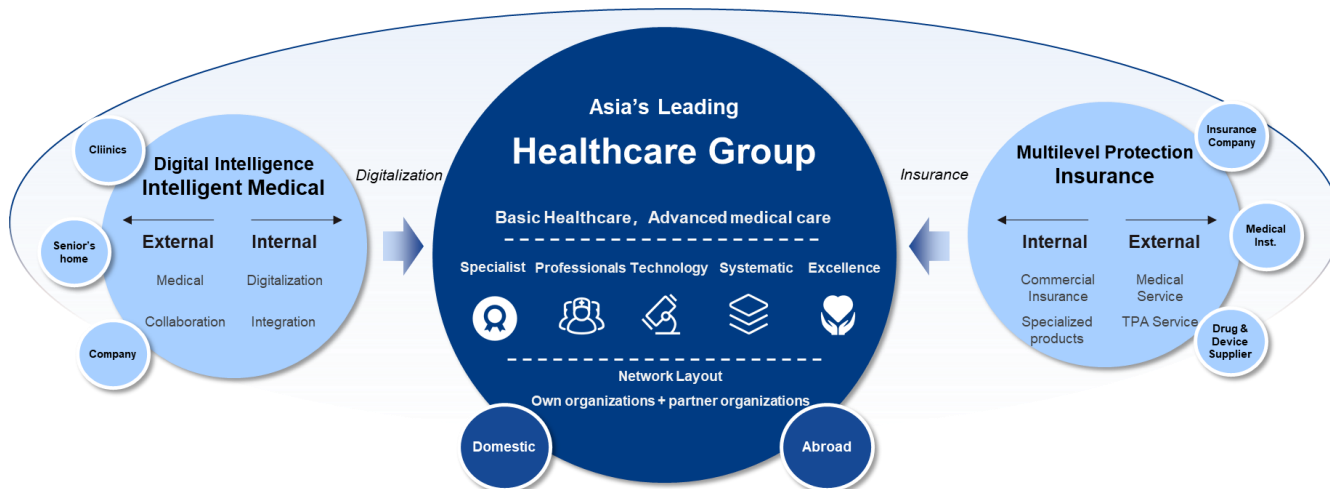 Cliinics
Senior's
home
Company
Digital Intelligence
Intelligent Medical
External
Internal
Medical
Digitalization
Collaboration
Integration
Digitalization
Asia's Leading
Healthcare Group
Basic Healthcare, Advanced medical care
Specialist
Professionals
Technology
Systematic
Excellence
Network Layout
Own organizations + partner organizations
Domestic
Abroad
Insurance
Multilevel Protection
Insurance
Internal
External
Commercial
Insurance
Medical
Service
Specialized
products
TPA Service
Insurance
Company
Medical
Inst.
Drug &
Device
Supplier